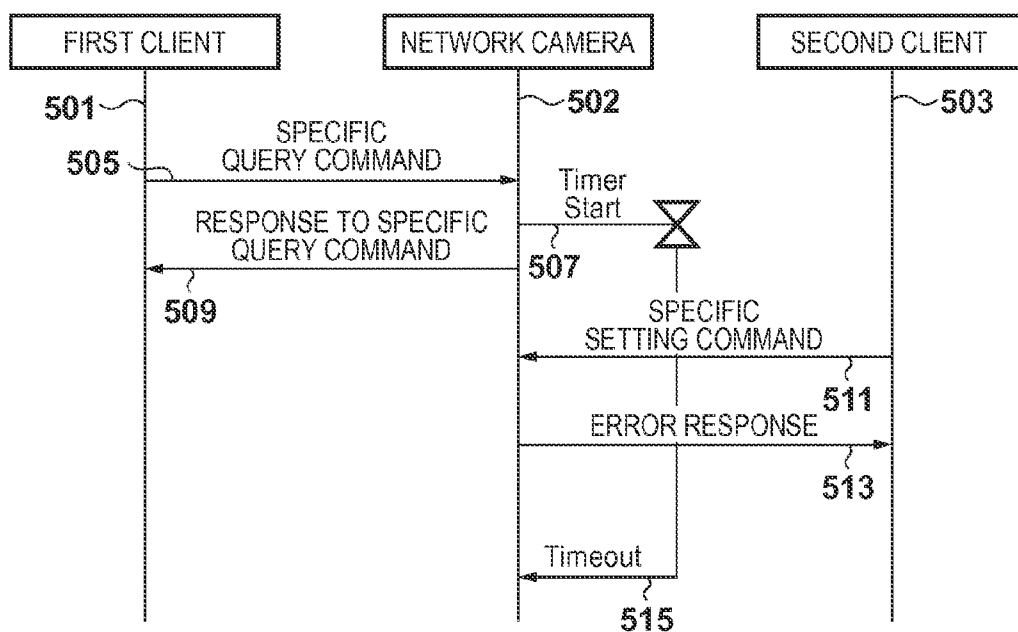 FIRST CLIENT
NETWORK CAMERA
SECOND CLIENT
501
502
503
SPECIFIC
QUERY COMMAND
505
Timer
Start
507
RESPONSE TO SPECIFIC
QUERY COMMAND
509
SPECIFIC
SETTING COMMAND
511
ERROR RESPONSE
513
Timeout
515